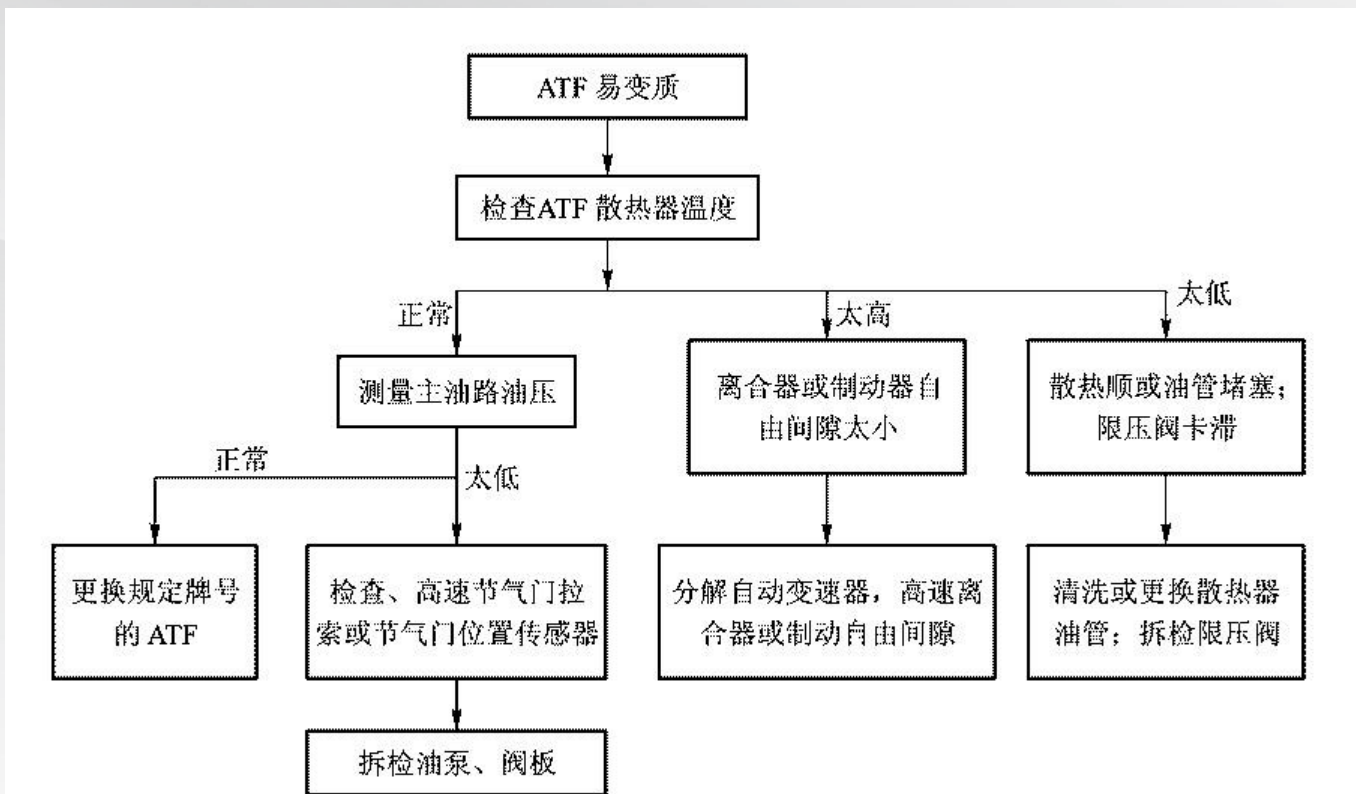 ATF 易变质
检查ATF 散热器温度
正常
太高
太低
测量主油路油压
离合器或制动器自
由间隙太小
散热顺或油管堵塞；
限压阀卡滞
正常
太低
更换规定牌号
的 ATF
检查、高速节气门拉
索或节气门位置传感器
分解自动变速器，高速离
合器或制动自由间隙
清洗或更换散热器
油管；拆检限压阀
拆检油泵、阀板